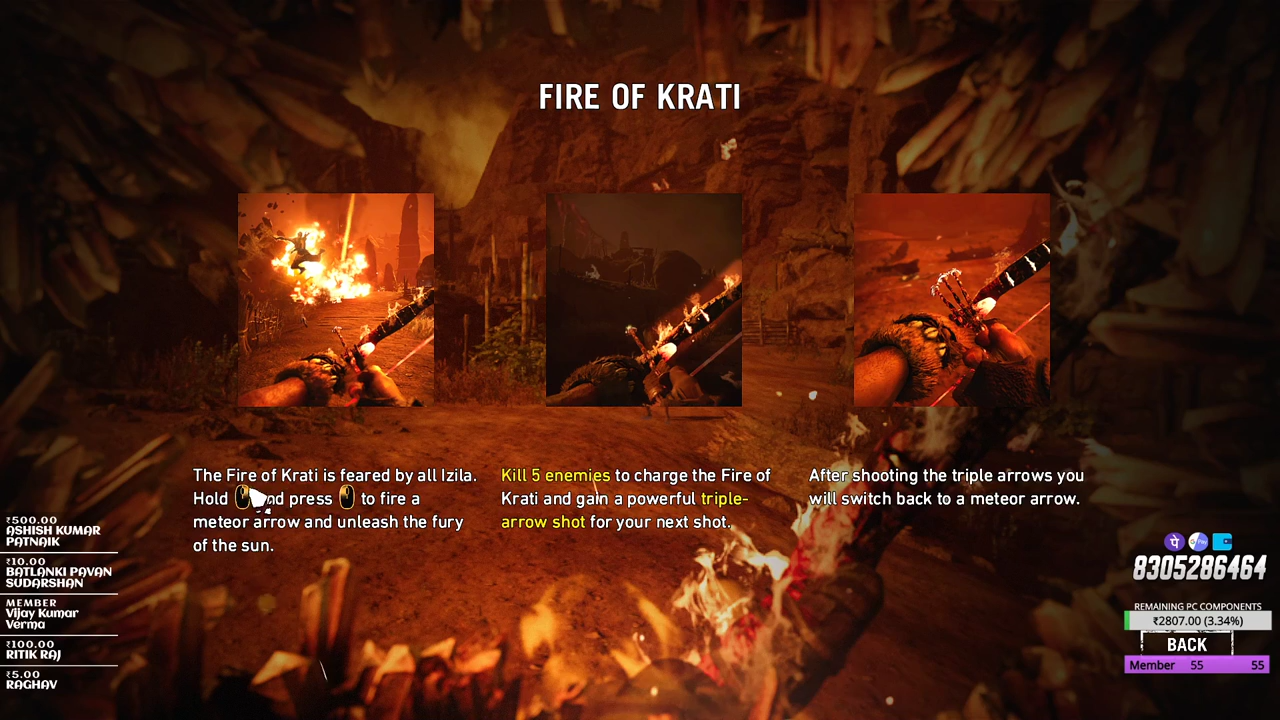 FIRE OF KRATI
The Fire of Krati is feared by all Izila.
Hold and press to fire a
meteor arrow and unleash the fury
of the sun.
Kill 5 enemies to charge the Fire of
Krati and gain a powerful triple-
arrow shot for your next shot.
After shooting the triple arrows you
will switch back to a meteor arrow.
₹500.00
ASHISH KUMAR
PATNAIK
₹10.00
BATLANKI PAVAN
SUDARSHAN
MEMBER
Vijay Kumar
Verma
₹100.00
RITIK RAJ
₹5.00
RAGHAV
पे
8305286464
REMAINING PC COMPONENTS
₹2807.00 (3.34%)
BACK
Member 55 55